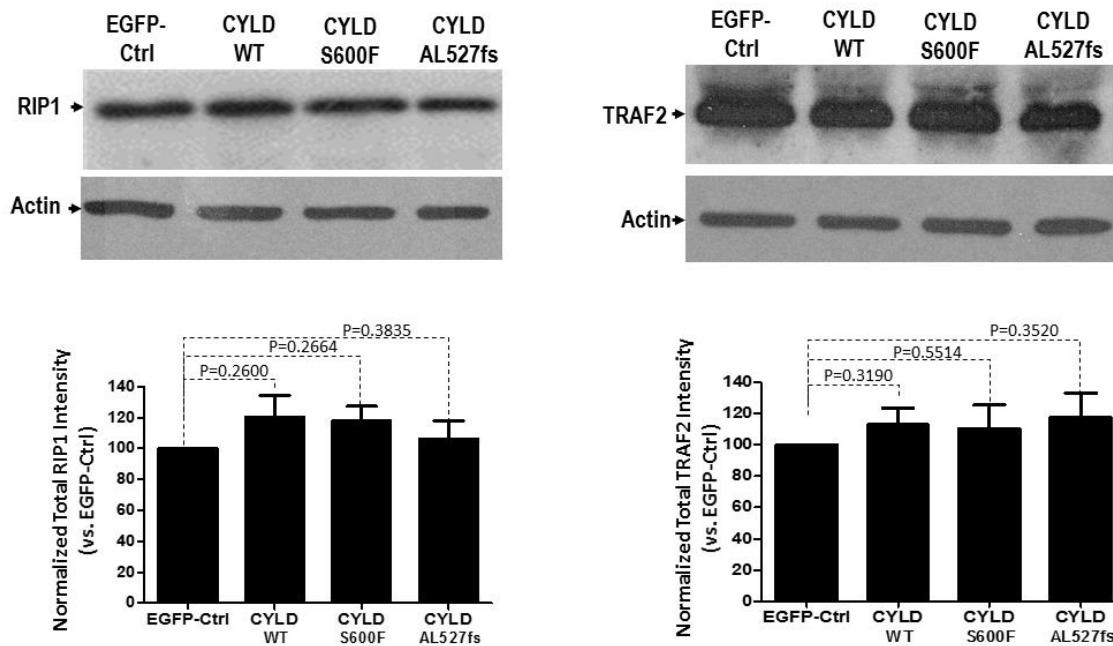 EGFP-
Ctrl
CYLD
WT
CYLD
S600F
CYLD
AL527fs
RIP1
Actin
P=0.3835
P=0.2664
P=0.2600
Normalized Total RIP1 Intensity
(vs. EGFP-Ctrl)
140
120
100
80
60
40
20
0
EGFP-Ctrl
CYLD
WT
CYLD
S600F
CYLD
AL527fs
EGFP-
Ctrl
CYLD
WT
CYLD
S600F
CYLD
AL527fs
TRAF2
Actin
P=0.3520
P=0.5514
P=0.3190
Normalized Total TRAF2 Intensity
(vs. EGFP-Ctrl)
140
120
100
80
60
40
20
0
EGFP-Ctrl
CYLD
WT
CYLD
S600F
CYLD
AL527fs